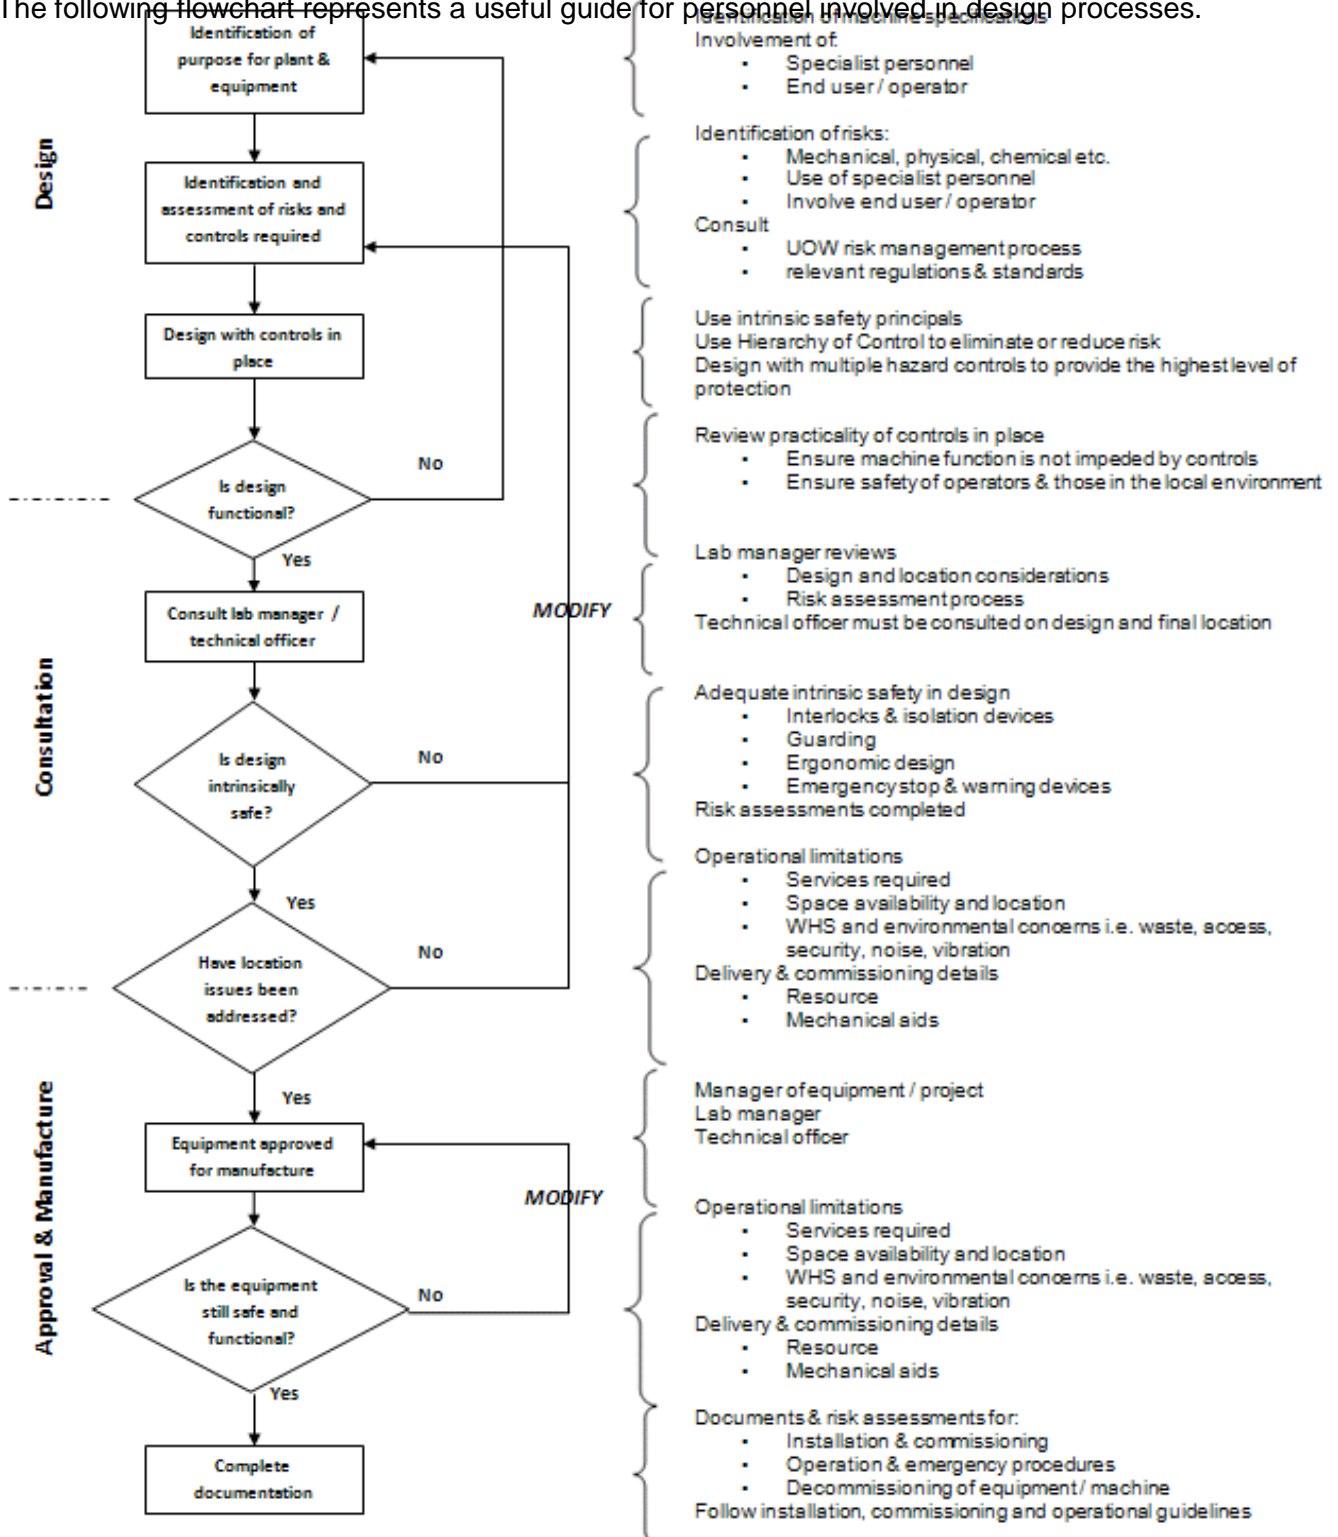 The following flowchart represents a useful guide for personnel involved in design processes.
Identification of
purpose for plant &
equipment
Identification of machine specifications
Involvement of:
▪ Specialist personnel
▪ End user / operator
Design
Identification and
assessment of risks and
controls required
Identification of risks:
▪ Mechanical, physical, chemical etc.
▪ Use of specialist personnel
▪ Involve end user / operator
Consult
▪ UOW risk management process
▪ relevant regulations & standards
Design with controls in
place
Use intrinsic safety principals
Use Hierarchy of Control to eliminate or reduce risk
Design with multiple hazard controls to provide the highest level of
protection
Is design
functional?
No
Yes
Review practicality of controls in place
▪ Ensure machine function is not impeded by controls
▪ Ensure safety of operators & those in the local environment
Consultation
Consult lab manager /
technical officer
MODIFY
Lab manager reviews
▪ Design and location considerations
▪ Risk assessment process
Technical officer must be consulted on design and final location
Is design
intrinsically
safe?
No
Yes
Adequate intrinsic safety in design
▪ Interlocks & isolation devices
▪ Guarding
▪ Ergonomic design
▪ Emergency stop & warning devices
Risk assessments completed
Have location
issues been
addressed?
No
Yes
Operational limitations
▪ Services required
▪ Space availability and location
▪ WHS and environmental concerns i.e. waste, access,
security, noise, vibration
Delivery & commissioning details
▪ Resource
▪ Mechanical aids
Approval & Manufacture
Equipment approved
for manufacture
MODIFY
Manager of equipment / project
Lab manager
Technical officer
Is the equipment
still safe and
functional?
No
Yes
Operational limitations
▪ Services required
▪ Space availability and location
▪ WHS and environmental concerns i.e. waste, access,
security, noise, vibration
Delivery & commissioning details
▪ Resource
▪ Mechanical aids
Complete
documentation
Documents & risk assessments for:
▪ Installation & commissioning
▪ Operation & emergency procedures
▪ Decommissioning of equipment / machine
Follow installation, commissioning and operational guidelines